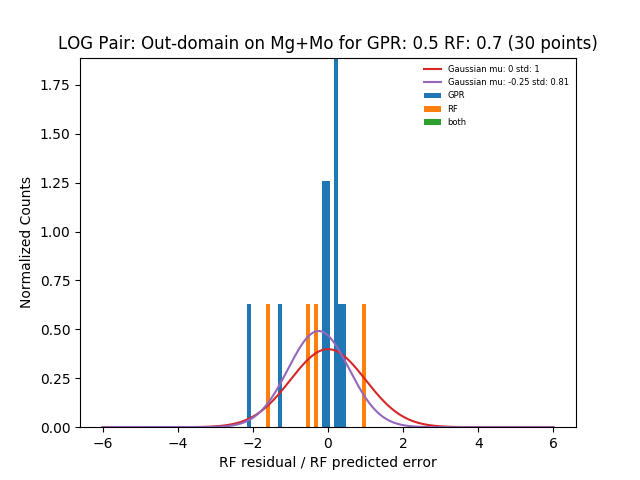 LOG Pair: Out-domain on Mg+Mo for GPR: 0.5 RF: 0.7 (30 points)
Gaussian mu: 0 std: 1
Gaussian mu: -0.25 std: 0.81
GPR
RF
both
Normalized Counts
1.75
1.50
1.25
1.00
0.75
0.50
0.25
0.00
−6 −4 −2 0 2 4 6
RF residual / RF predicted error